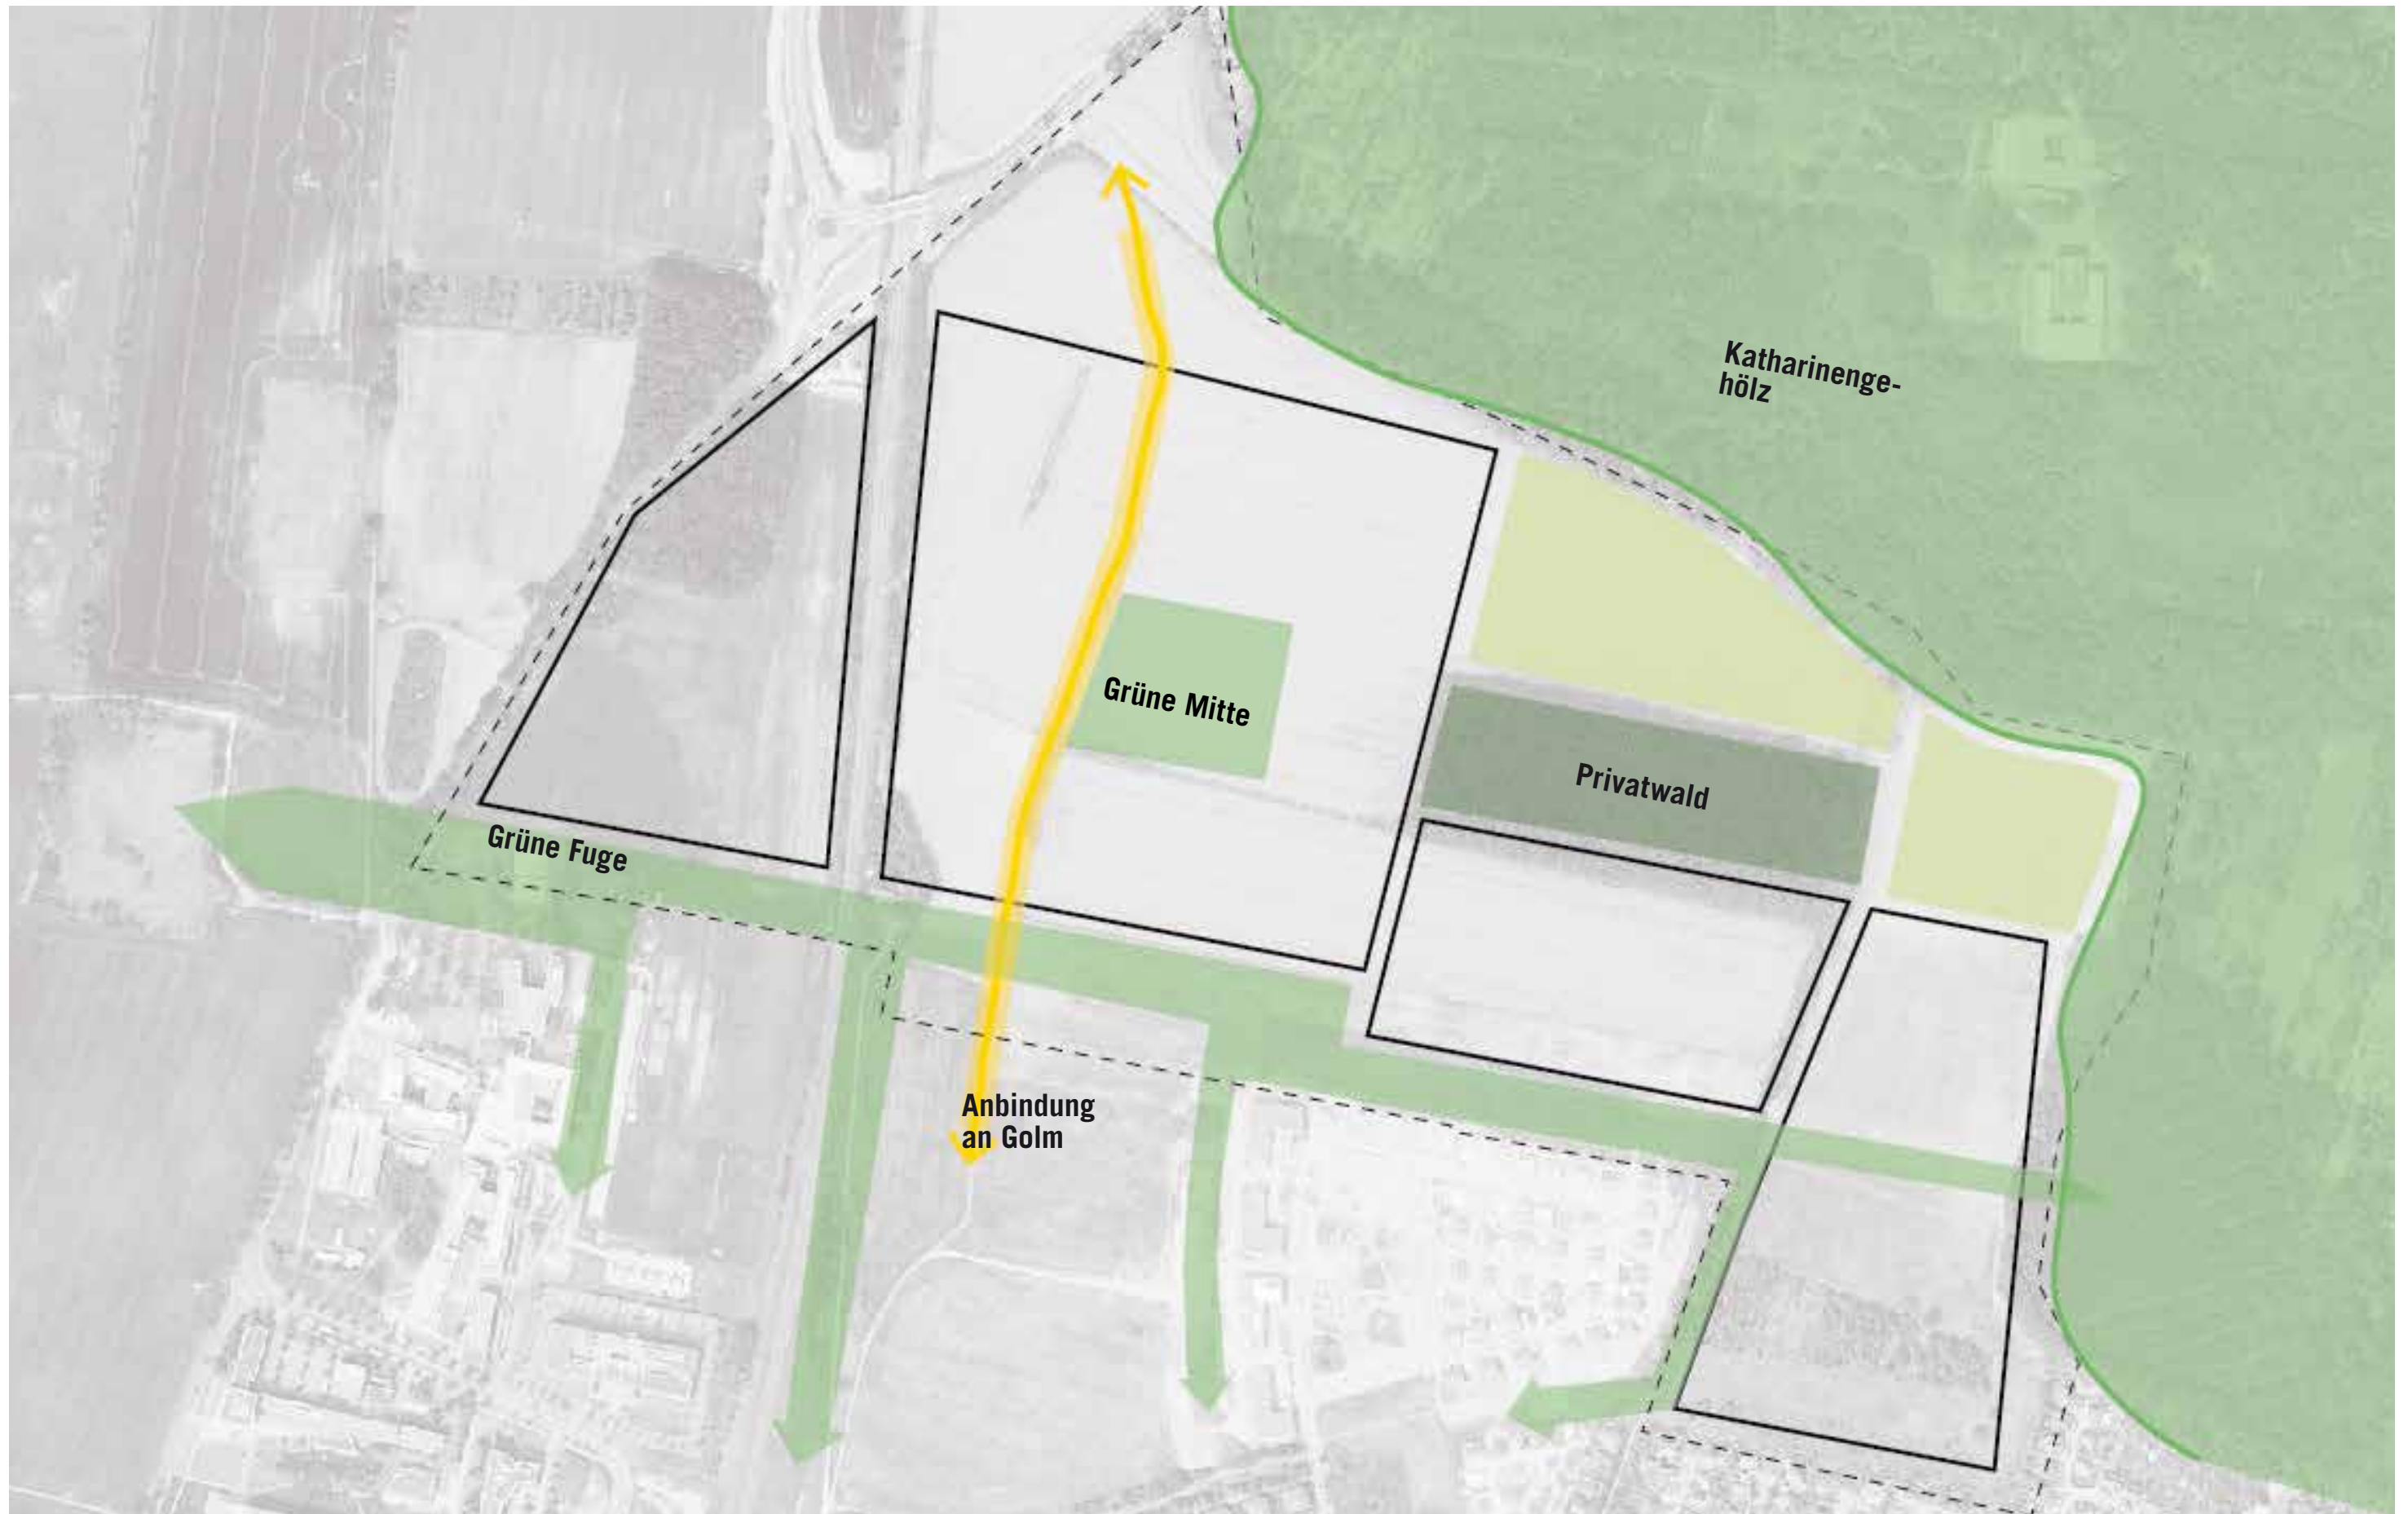 Katharinenge-
hölz
Grüne Mitte
Privatwald
Grüne Fuge
Anbindung
an Golm